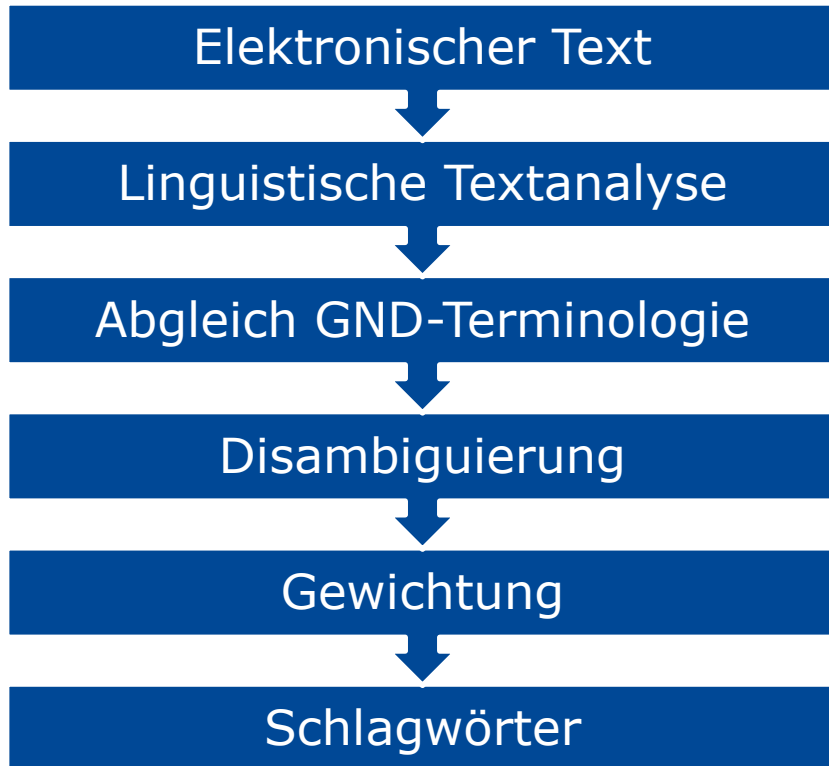 Elektronischer Text
Linguistische Textanalyse
Abgleich GND-Terminologie
Disambiguierung
Gewichtung
Schlagwörter